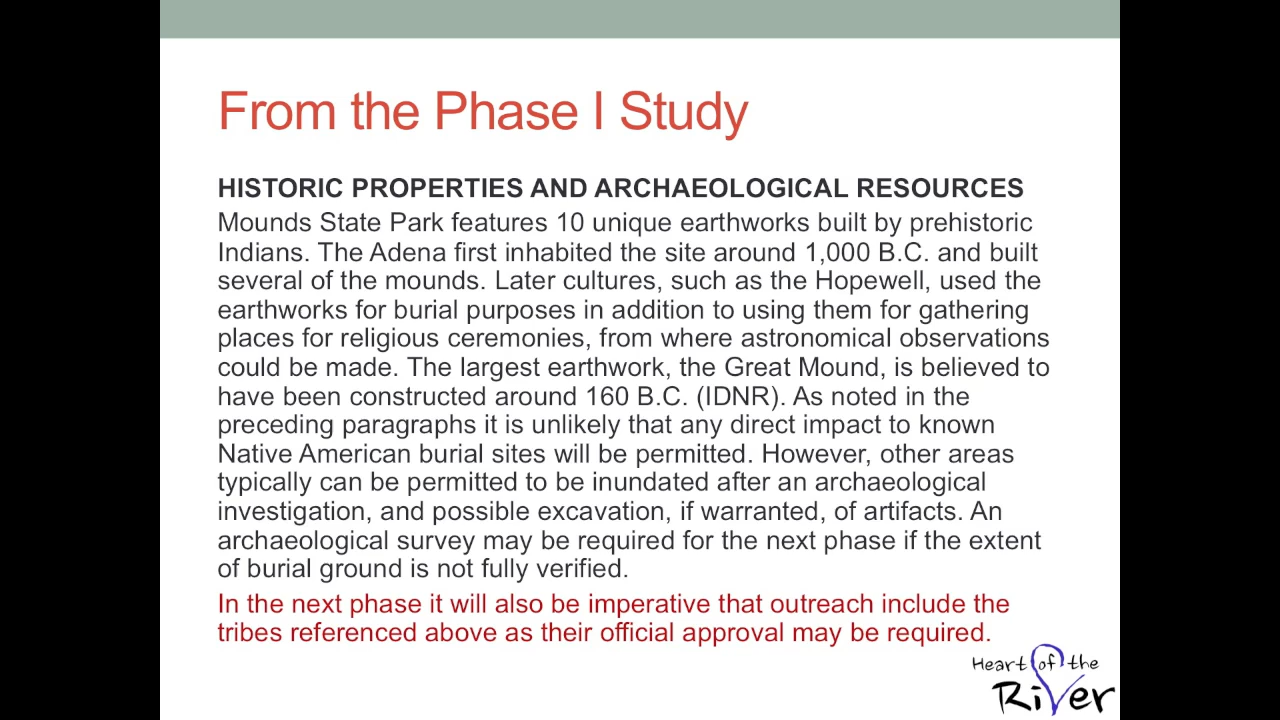 From the Phase I Study
HISTORIC PROPERTIES AND ARCHAEOLOGICAL RESOURCES
Mounds State Park features 10 unique earthworks built by prehistoric
Indians. The Adena first inhabited the site around 1,000 B.C. and built
several of the mounds. Later cultures, such as the Hopewell, used the
earthworks for burial purposes in addition to using them for gathering
places for religious ceremonies, from where astronomical observations
could be made. The largest earthwork, the Great Mound, is believed to
have been constructed around 160 B.C. (IDNR). As noted in the
preceding paragraphs it is unlikely that any direct impact to known
Native American burial sites will be permitted. However, other areas
typically can be permitted to be inundated after an archaeological
investigation, and possible excavation, if warranted, of artifacts. An
archaeological survey may be required for the next phase if the extent
of burial ground is not fully verified.
In the next phase it will also be imperative that outreach include the
tribes referenced above as their official approval may be required.
Heart of the
River